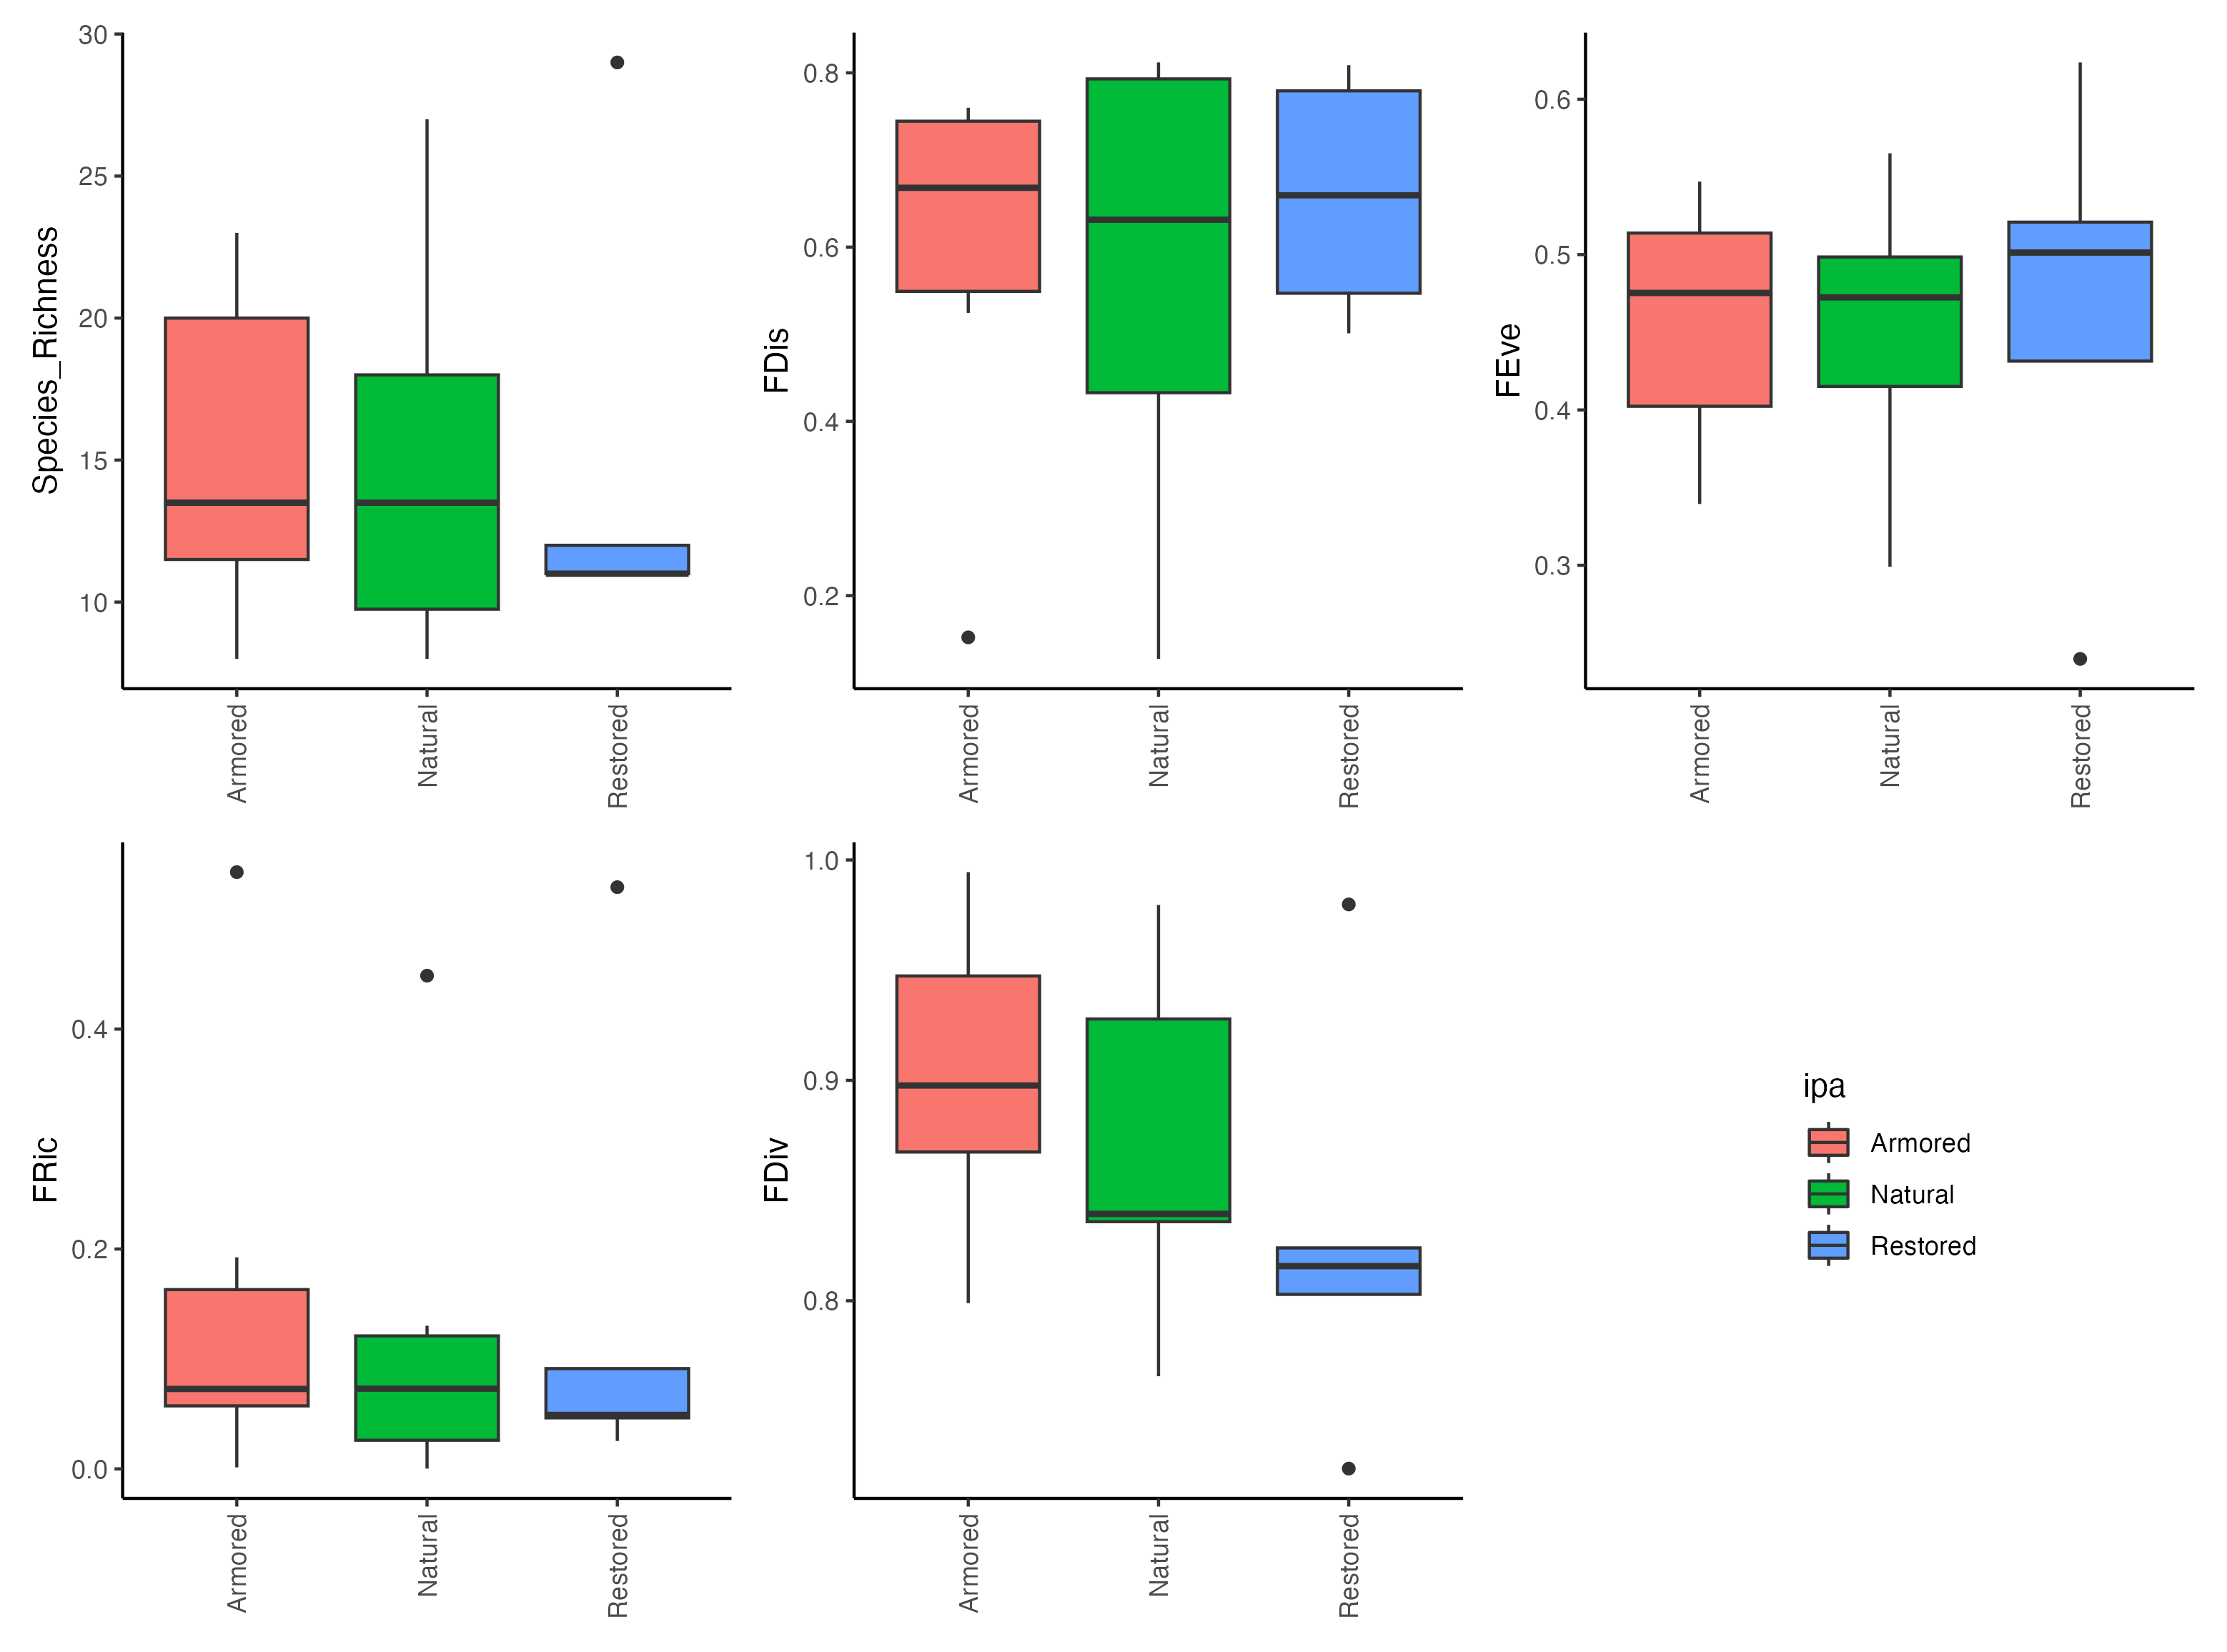 Species_Richness
30
25
20
15
10
Armored
Natural
Restored
FDis
0.8
0.6
0.4
0.2
Armored
Natural
Restored
FEve
0.6
0.5
0.4
0.3
Armored
Natural
Restored
FRic
0.4
0.2
0.0
Armored
Natural
Restored
FDiv
1.0
0.9
0.8
Armored
Natural
Restored
ipa
Armored
Natural
Restored